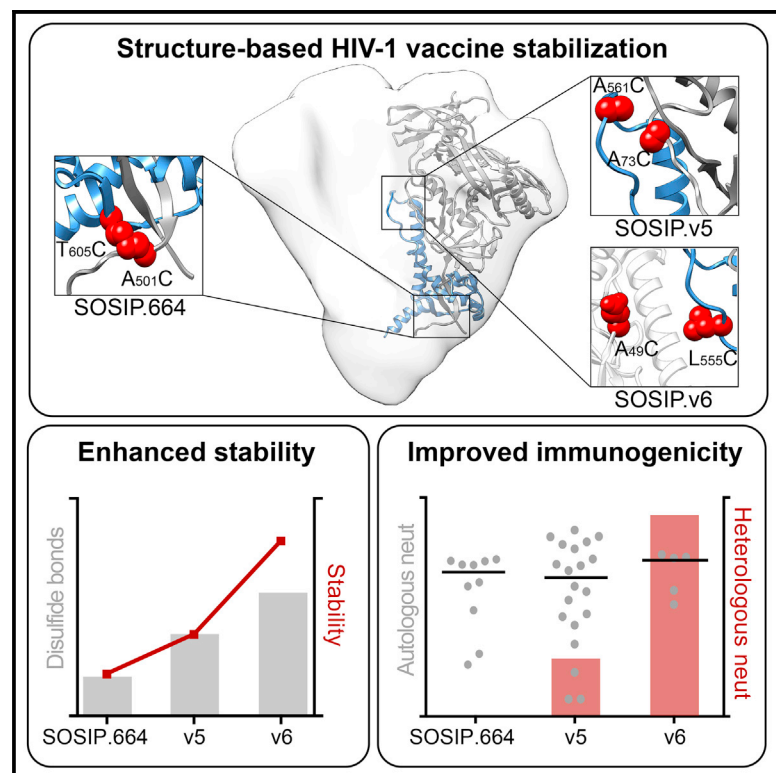 Structure-based HIV-1 vaccine stabilization
T605C
A501C
SOSIP.664
A561C
A73C
SOSIP.v5
A49C
L555C
SOSIP.v6
Enhanced stability
Disulfide bonds
Stability
SOSIP.664 v5 v6
Improved immunogenicity
Autologous neut
Heterologous neut
SOSIP.664 v5 v6